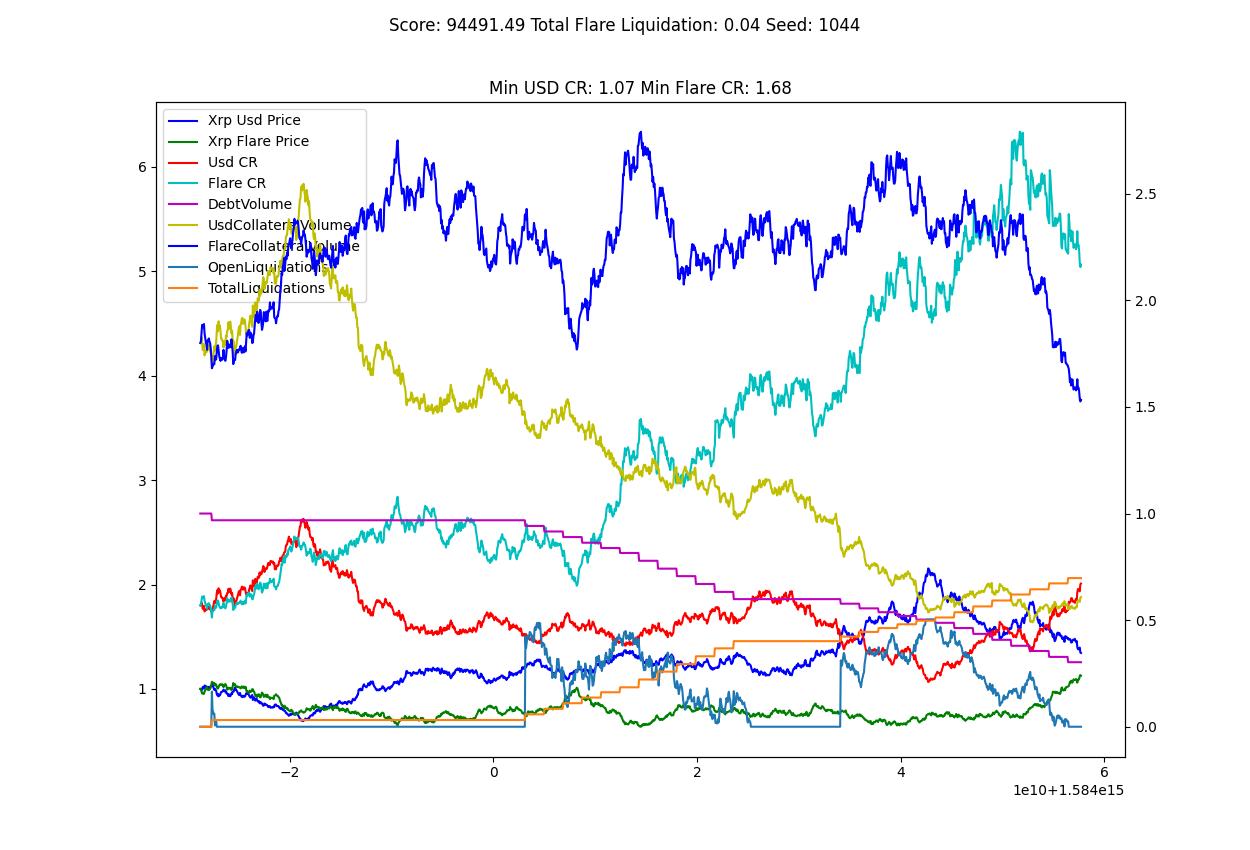 Score: 94491.49 Total Flare Liquidation: 0.04 Seed: 1044
Min USD CR: 1.07 Min Flare CR: 1.68
Xrp Usd Price
Xrp Flare Price
Usd CR
Flare CR
DebtVolume
UsdCollateralVolume
FlareCollateralVolume
OpenLiquidations
TotalLiquidations
6
5
4
3
2
1
2.5
2.0
1.5
1.0
0.5
0.0
−2
0
2
4
6
1e10+1.584e15